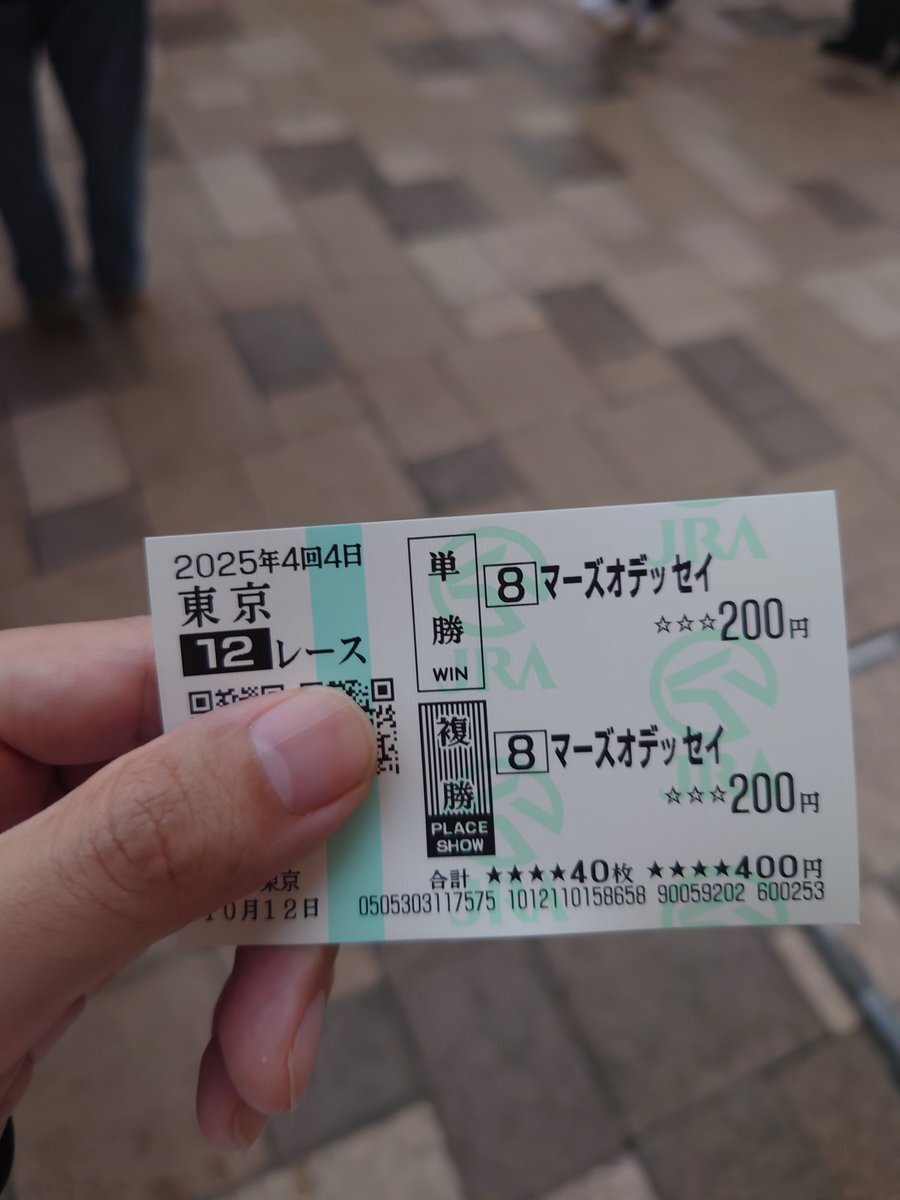 2025年4回4日
東京
12レース
東京
10月12日
単勝
WIN
8 マーズオデッセイ
☆☆☆200円
複勝
PLACE
SHOW
8 マーズオデッセイ
☆☆☆200円
合計 ★★★★40枚 ★★★★400円
0505303117575 1012110158658 90059202 600253
JRA
JRA
JRA
JRA